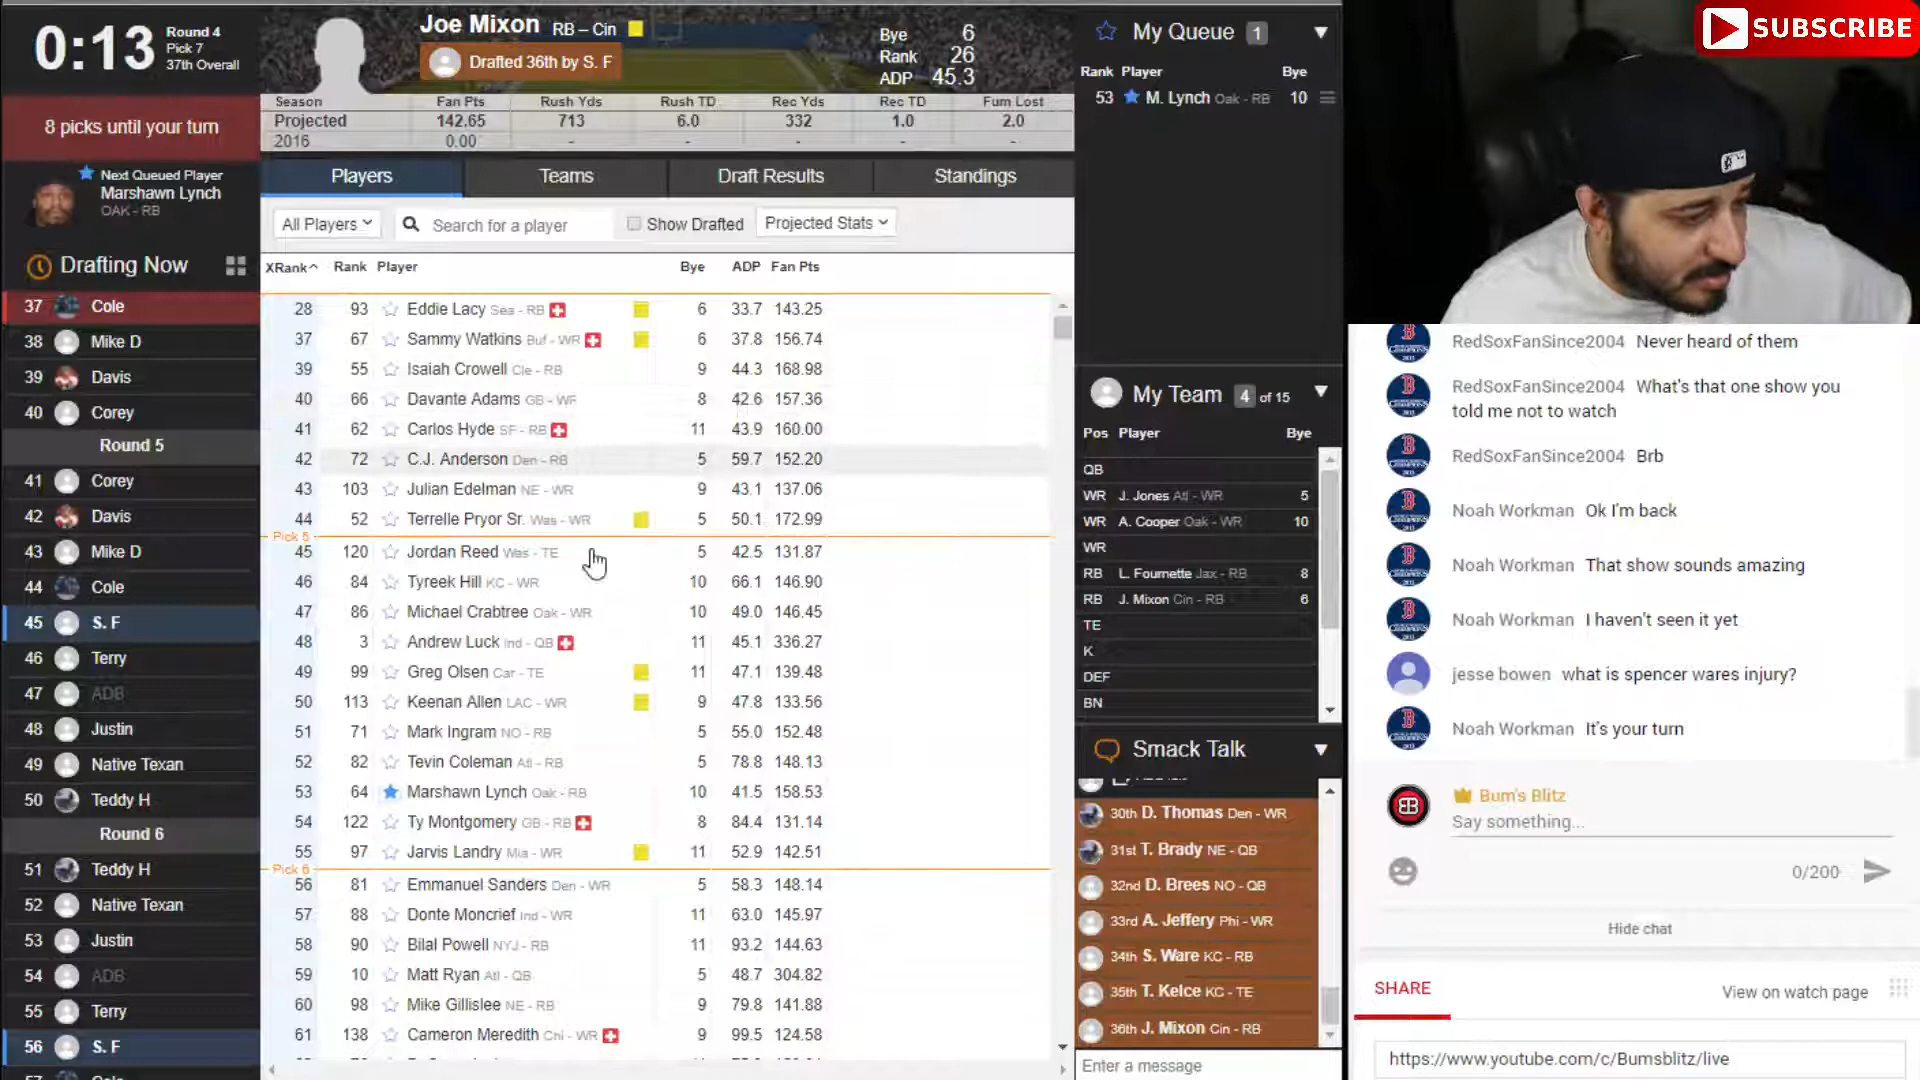 0:13
Round 4
Pick 7
37th Overall
8 picks until your turn
Next Queued Player
Marshawn Lynch
OAK - RB
Drafting Now
37 Cole
38 Mike D
39 Davis
40 Corey
Round 5
41 Corey
42 Davis
43 Mike D
44 Cole
45 S. F
46 Terry
47 ADB
48 Justin
49 Native Texan
50 Teddy H
Round 6
51 Teddy H
52 Native Texan
53 Justin
54 ADB
55 Terry
56 S. F
Joe Mixon RB – Cin
Drafted 36th by S. F
Bye 6
Rank 26
ADP 45.3
Season Fan Pts Rush Yds Rush TD Rec Yds Rec TD Fum Lost
Projected 142.65 713 6.0 332 1.0 2.0
2016 0.00 - - - - -
Players Teams Draft Results Standings
All Players Search for a player Show Drafted Projected Stats
XRank^ Rank Player Bye ADP Fan Pts
28 93 Eddie Lacy Sea - RB 6 33.7 143.25
37 67 Sammy Watkins Buf - WR 6 37.8 156.74
39 55 Isaiah Crowell Cle - RB 9 44.3 168.98
40 66 Davante Adams GB - WR 8 42.6 157.36
41 62 Carlos Hyde SF - RB 11 43.9 160.00
42 72 C.J. Anderson Den - RB 5 59.7 152.20
43 103 Julian Edelman NE - WR 9 43.1 137.06
44 52 Terrelle Pryor Sr. Was - WR 5 50.1 172.99
Pick 5
45 120 Jordan Reed Was - TE 5 42.5 131.87
46 84 Tyreek Hill KC - WR 10 66.1 146.90
47 86 Michael Crabtree Oak - WR 10 49.0 146.45
48 3 Andrew Luck Ind - QB 11 45.1 336.27
49 99 Greg Olsen Car - TE 11 47.1 139.48
50 113 Keenan Allen LAC - WR 9 47.8 133.56
51 71 Mark Ingram NO - RB 5 55.0 152.48
52 82 Tevin Coleman Atl - RB 5 78.8 148.13
53 64 Marshawn Lynch Oak - RB 10 41.5 158.53
54 122 Ty Montgomery GB - RB 8 84.4 131.14
55 97 Jarvis Landry Mia - WR 11 52.9 142.51
Pick 6
56 81 Emmanuel Sanders Den - WR 5 58.3 148.14
57 88 Donte Moncrief Ind - WR 11 63.0 145.97
58 90 Bilal Powell NYJ - RB 11 93.2 144.63
59 10 Matt Ryan Atl - QB 5 48.7 304.82
60 98 Mike Gillislee NE - RB 9 79.8 141.88
61 138 Cameron Meredith Chi - WR 9 99.5 124.58
My Queue 1
Rank Player Bye
53 M. Lynch Oak - RB 10
My Team 4 of 15
Pos Player Bye
QB
WR J. Jones Atl - WR 5
WR A. Cooper Oak - WR 10
WR
RB L. Fournette Jax - RB 8
RB J. Mixon Cin - RB 6
TE
K
DEF
BN
Smack Talk
30th D. Thomas Den - WR
31st T. Brady NE - QB
32nd D. Brees NO - QB
33rd A. Jeffery Phi - WR
34th S. Ware KC - RB
35th T. Kelce KC - TE
36th J. Mixon Cin - RB
Enter a message
SUBSCRIBE
RedSoxFanSince2004 Never heard of them
RedSoxFanSince2004 What's that one show you
told me not to watch
RedSoxFanSince2004 Brb
Noah Workman Ok I'm back
Noah Workman That show sounds amazing
Noah Workman I haven't seen it yet
jesse bowen what is spencer wares injury?
Noah Workman It's your turn
Bum's Blitz
Say something...
0/200
Hide chat
SHARE
View on watch page
https://www.youtube.com/c/Bumsblitz/live